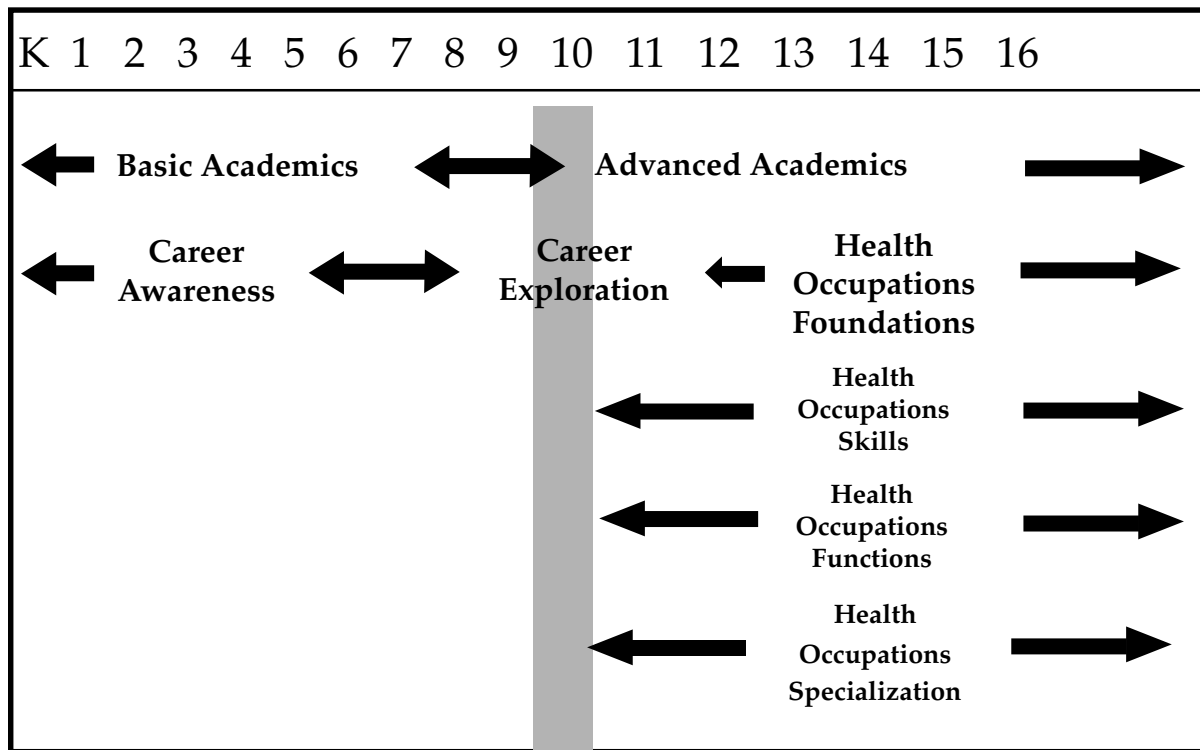 K 1 2 3 4 5 6 7 8 9 10 11 12 13 14 15 16
Basic Academics
Advanced Academics
Career
Awareness
Career
Exploration
Health
Occupations
Foundations
Health
Occupations
Skills
Health
Occupations
Functions
Health
Occupations
Specialization